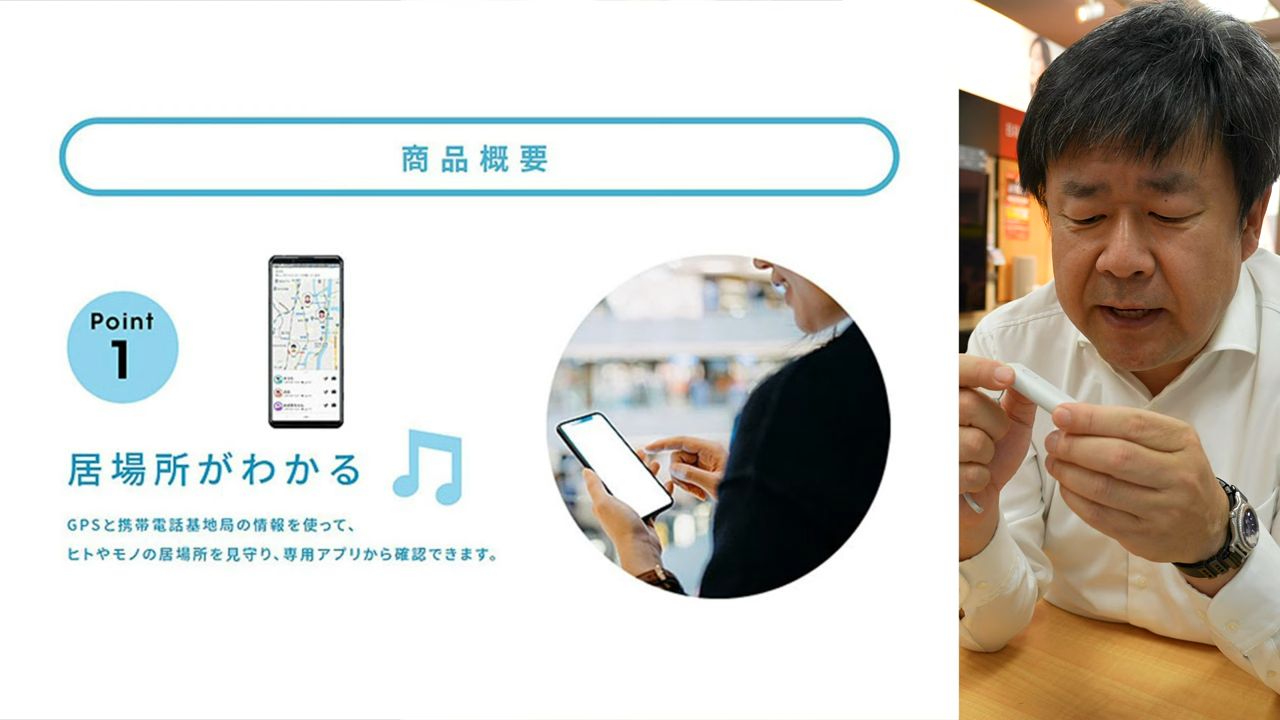 商品概要
Point
1
居場所がわかる
GPSと携帯電話基地局の情報を使って、
ヒトやモノの居場所を見守り、専用アプリから確認できます。